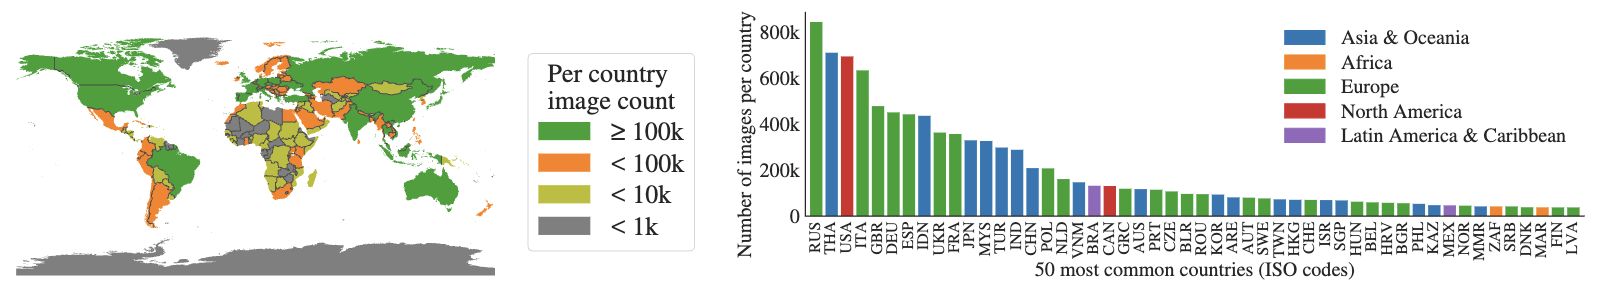 Per country
image count
≥ 100k
< 100k
< 10k
< 1k
Number of images per country
800k
600k
400k
200k
0
Asia & Oceania
Africa
Europe
North America
Latin America & Caribbean
RUS THA USA ITA GBR DEU ESP IDN UKR FRA JPN MYS TUR IND CHN POL NLD VNM BRA CAN GRC AUS PRT CZE BLR ROU KOR ARE AUT SWE TWN HKG CHE ISR SGP HUN BEL HRV BGR PHL KAZ MEX NOR MMR ZAF SRB DNK MAR FIN LVA
50 most common countries (ISO codes)